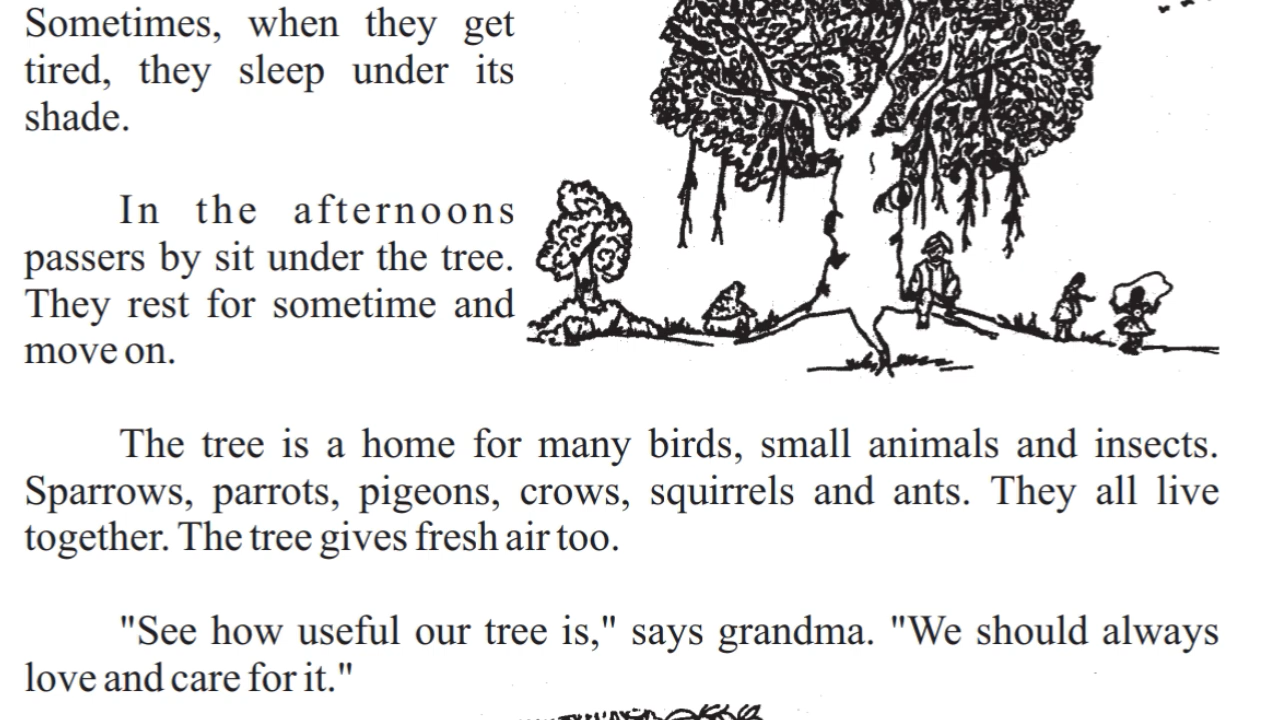 Sometimes, when they get
tired, they sleep under its
shade.
In the afternoons
passers by sit under the tree.
They rest for sometime and
move on.
The tree is a home for many birds, small animals and insects.
Sparrows, parrots, pigeons, crows, squirrels and ants. They all live
together. The tree gives fresh air too.
"See how useful our tree is," says grandma. "We should always
love and care for it."